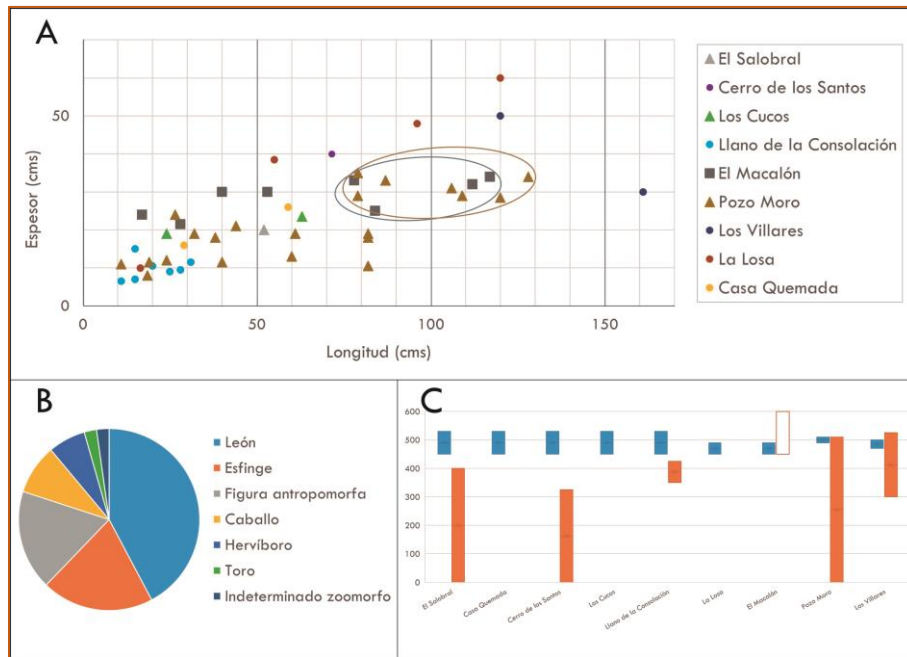 A
Espesor (cms)
50
0
0
50
100
150
Longitud (cms)
El Salobral
Cerro de los Santos
Los Cucos
Llano de la Consolación
El Macalón
Pozo Moro
Los Villares
La Losa
Casa Quemada
B
León
Esfinge
Figura antropomorfa
Caballo
Hervíboro
Toro
Indeterminado zoomorfo
C
600
500
400
300
200
100
0
El Salobral
Casa Quemada
Cerro de los Santos
Los Cucos
Llano de la Consolación
La Losa
El Macalón
Pozo Moro
Los Villares